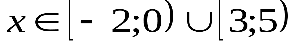 x ∈ [- 2;0) ∪ [3;5)